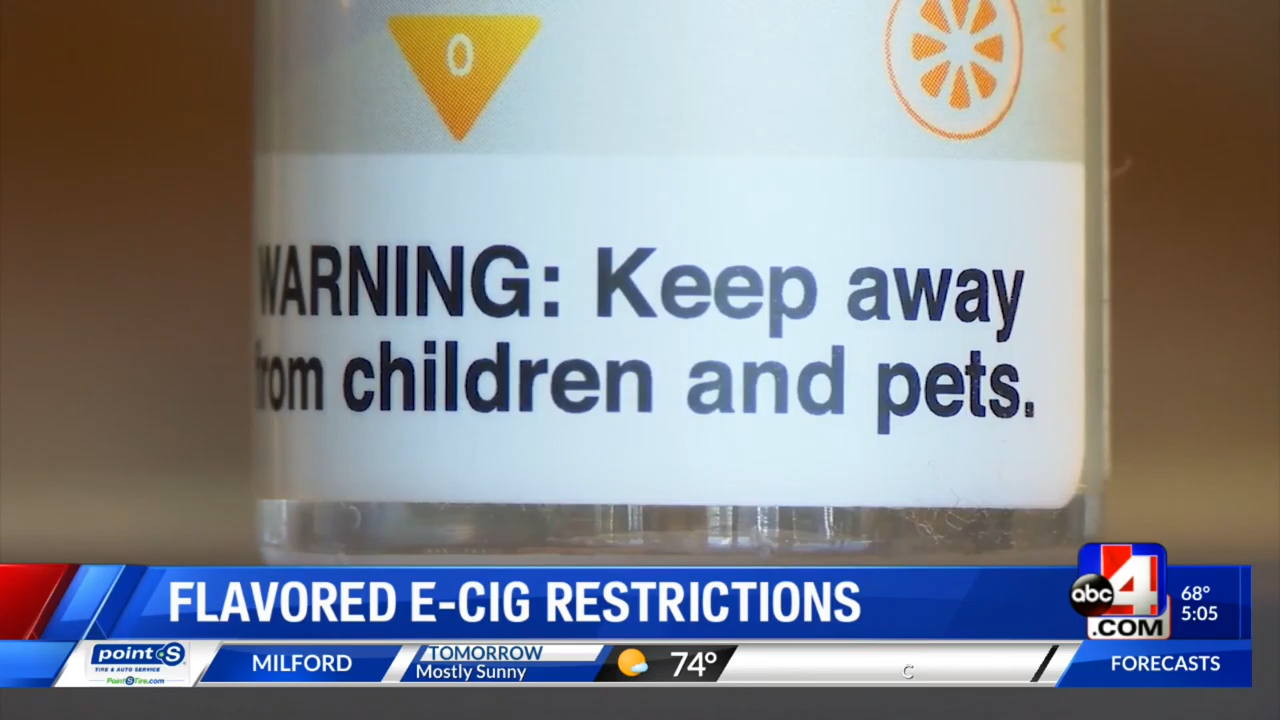 0
WARNING: Keep away
from children and pets.
FLAVORED E-CIG RESTRICTIONS
abc
4
.COM
68°
5:05
point S
TIRE & AUTO SERVICE
PointSTire.com
MILFORD
TOMORROW
Mostly Sunny
74°
FORECASTS